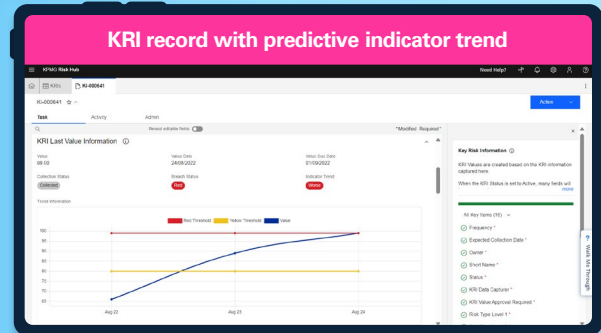 KRI record with predictive indicator trend
KPMG Risk Hub
Need Help?
KRIs
KI-000641
KI-000641
Active
Task
Activity
Admin
Reveal editable fields
*Modified Required*
KRI Last Value Information
Value
Value Date
24/08/2022
Value Due Date
01/09/2022
Collection Status
Collected
Breach Status
Red
Indicator Trend
Worse
Trend Information
Red Threshold
Yellow Threshold
Value
100
95
90
85
80
75
70
Aug 22
Aug 23
Aug 24
Key Risk Information
KRI Values are created based on the KRI information captured here.
When the KRI Status is set to Active, many fields will
more
All Key Items (16)
Frequency *
Expected Collection Date *
Owner *
Short Name *
Status *
KRI Data Capturer *
KRI Value Approval Required *
Risk Type Level 1 *
? Walk Me Through